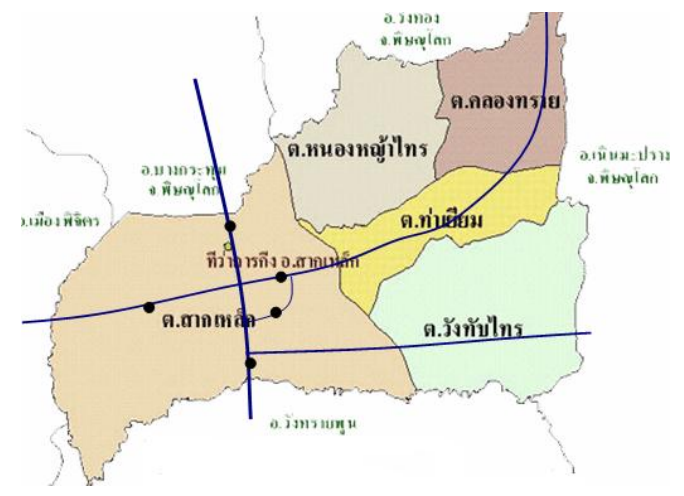 อ.วังทอง
จ.พิษณุโลก
ต.คลองทราย
ต.หนองหญ้าไทร
อ.บางกระทุ่ม
จ.พิษณุโลก
อ.เนินมะปราง
จ.พิษณุโลก
อ.เมือง พิจิตร
ต.ท่าเยี่ยม
ที่ว่าการกิ่ง อ.สากเหล็ก
ต.สากเหล็ก
ต.วังทับไทร
อ.วังทรายพูน